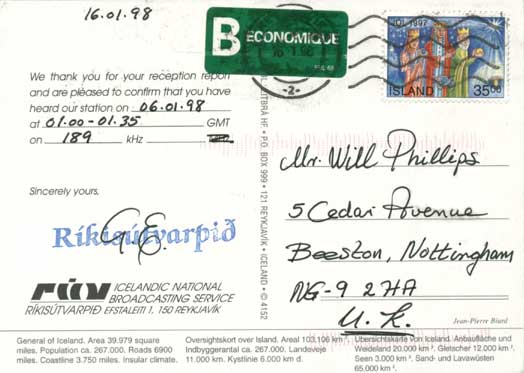 16.01.98
B ECONOMIQUE
JÓL 1997
ÍSLAND 35.00
-2-
We thank you for your reception report
and are pleased to confirm that you have
heard our station on 06.01.98
at 01.00-01.35 GMT
on 189 kHz
Sincerely yours,
G.E.
Ríkisútvarpið
rúv ICELANDIC NATIONAL
BROADCASTING SERVICE
RÍKISÚTVARPIÐ EFSTALEITI 1, 150 REYKJAVÍK
LITBRÁ HF. • P.O. BOX 999 • 121 REYKJAVÍK • ICELAND • © 4152
Mr. Will Phillips
5 Cedar Avenue
Beeston, Nottingham
NG-9 2HA
U.K.
Jean-Pierre Biard
General of Iceland. Area 39.979 square
miles. Population ca. 267.000. Roads 6900
miles. Coastline 3.750 miles. Insular climate.
Oversigtskort over Island. Areal 103.106 km².
Indbyggerantal ca. 267.000. Landeveje
11.000 km. Kystlinie 6.000 km d.
Übersichtskarte von Iceland. Anbaufläche und
Weideland 20.000 km². Gletscher 12.000 km².
Seen 3.000 km², Sand- und Lavawüsten
65.000 km².